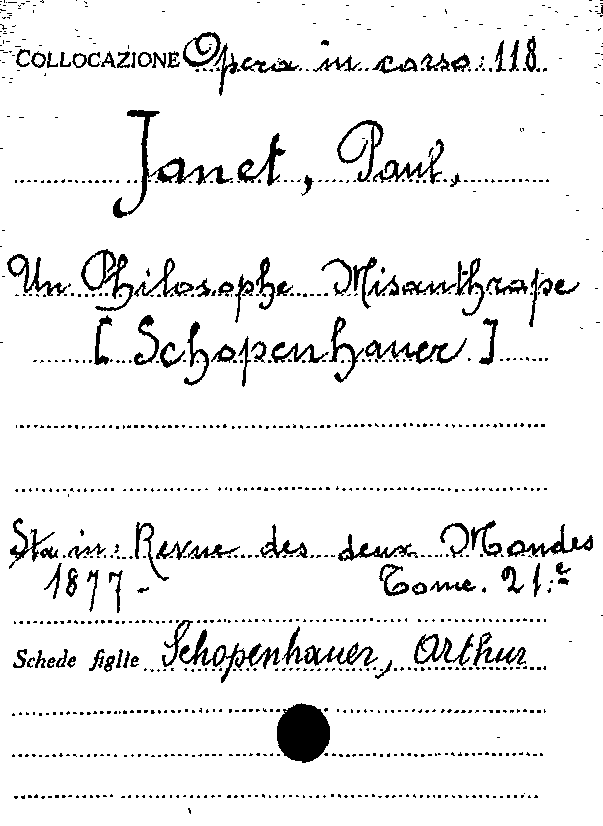 COLLOCAZIONE Opera in corso: 118
Janet, Paul,
Un Philosophe Misanthrope
[Schopenhauer]
Sta in: Revue des deux Mondes
1877 - Tome. 21.e
Schede figlie Schopenhauer, Arthur